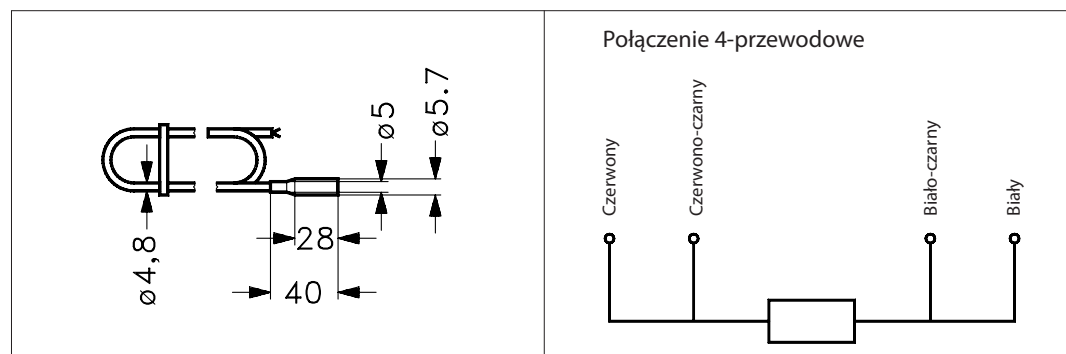 Połączenie 4-przewodowe
Czerwony
Czerwono-czarny
Biało-czarny
Biały
ø5
ø5.7
ø4,8
28
40